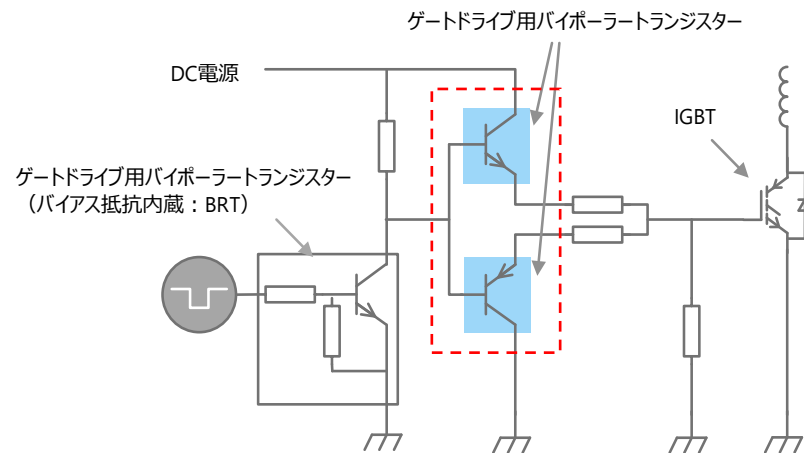 ゲートドライブ用バイポーラートランジスター
DC電源
IGBT
ゲートドライブ用バイポーラートランジスター
（バイアス抵抗内蔵：BRT）